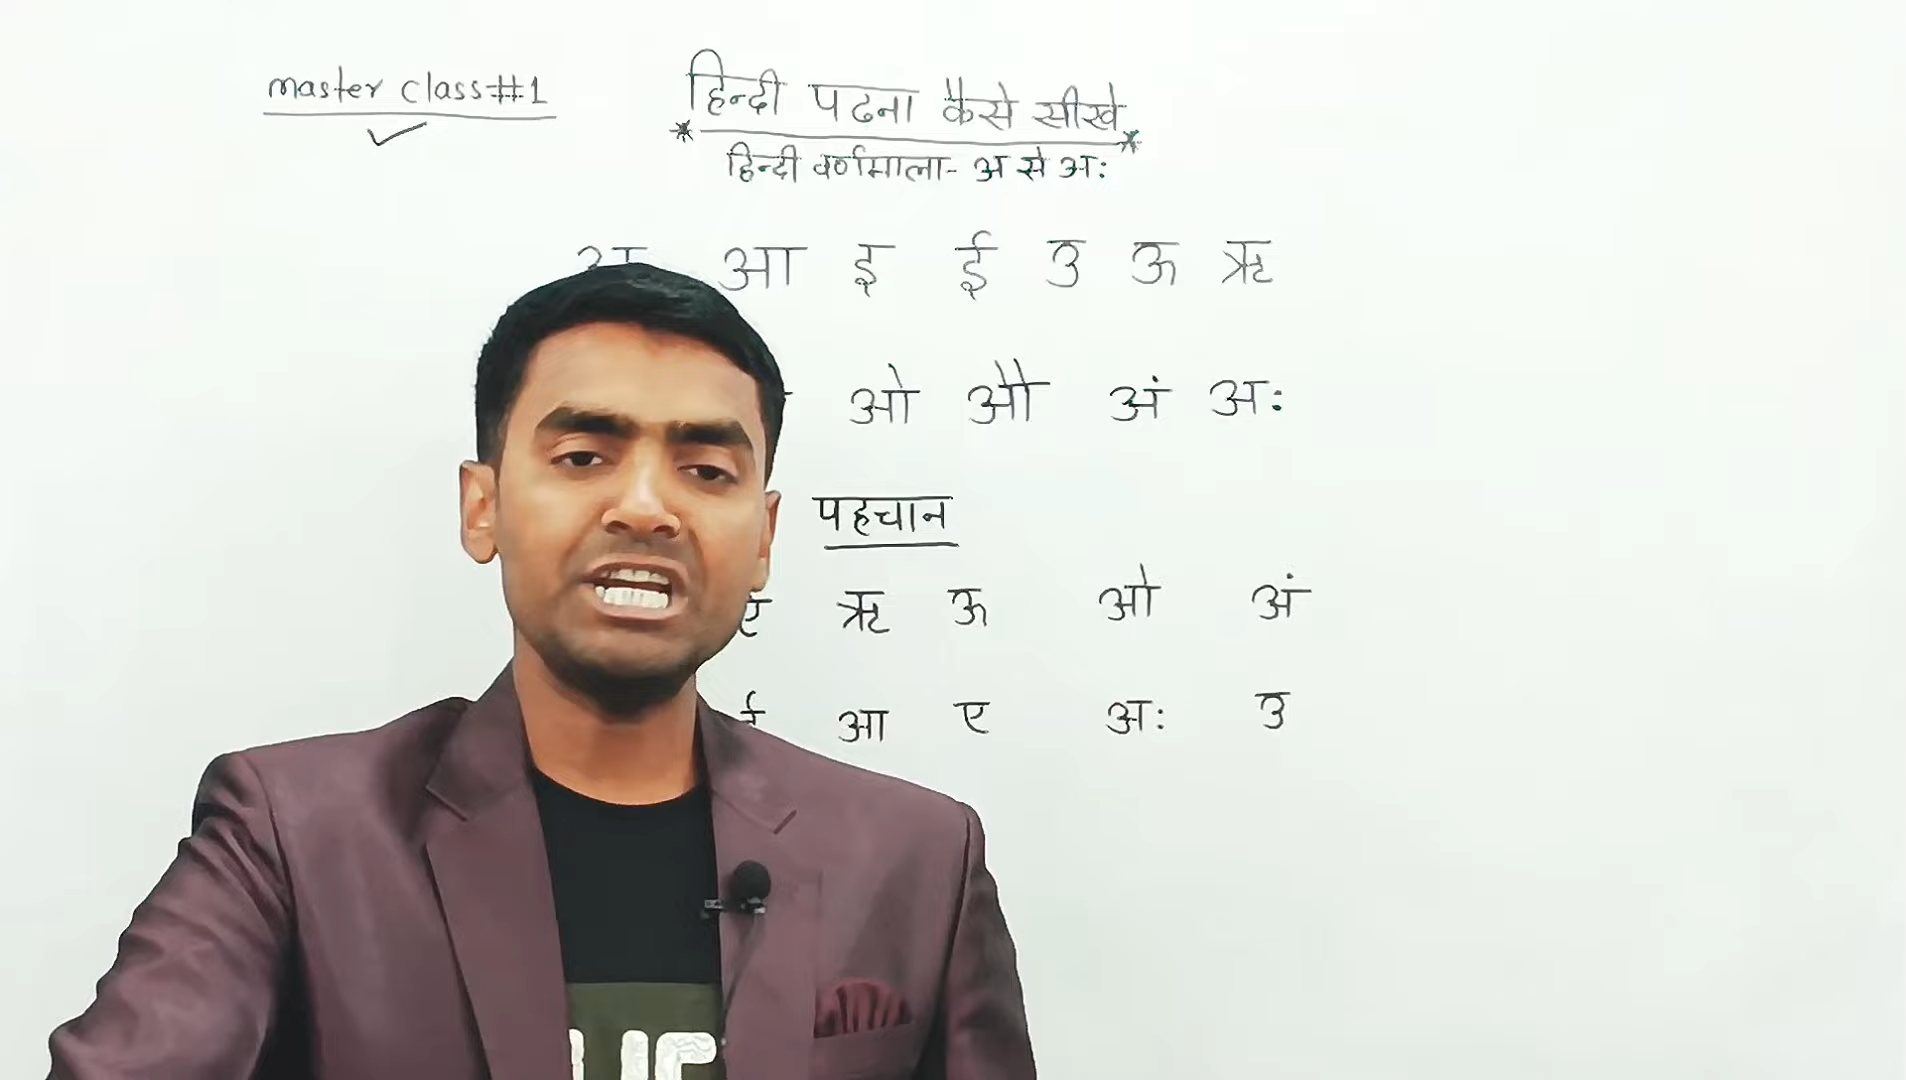 master class#1
हिन्दी पढना कैसे सीखे
हिन्दी वर्णमाला- अ से अः
अ आ इ ई उ ऊ ऋ
ओ औ अं अः
पहचान
ए ऋ ऊ ओ अं
ई आ ए अः उ